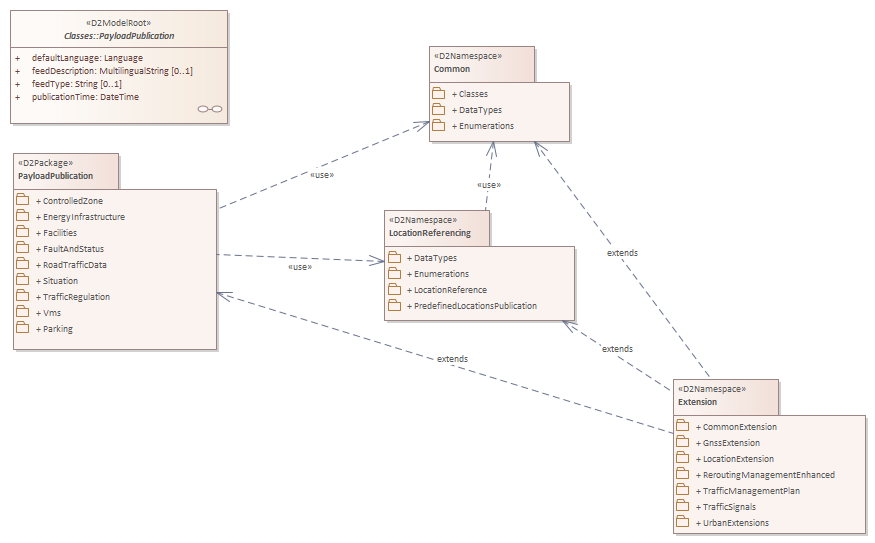 «D2ModelRoot»
Classes::PayloadPublication
+ defaultLanguage: Language
+ feedDescription: MultilingualString [0..1]
+ feedType: String [0..1]
+ publicationTime: DateTime
«D2Namespace»
Common
+ Classes
+ DataTypes
+ Enumerations
«D2Package»
PayloadPublication
+ ControlledZone
+ EnergyInfrastructure
+ Facilities
+ FaultAndStatus
+ RoadTrafficData
+ Situation
+ TrafficRegulation
+ Vms
+ Parking
«use»
«use»
«use»
«D2Namespace»
LocationReferencing
+ DataTypes
+ Enumerations
+ LocationReference
+ PredefinedLocationsPublication
extends
extends
extends
«D2Namespace»
Extension
+ CommonExtension
+ GnssExtension
+ LocationExtension
+ ReroutingManagementEnhanced
+ TrafficManagementPlan
+ TrafficSignals
+ UrbanExtensions